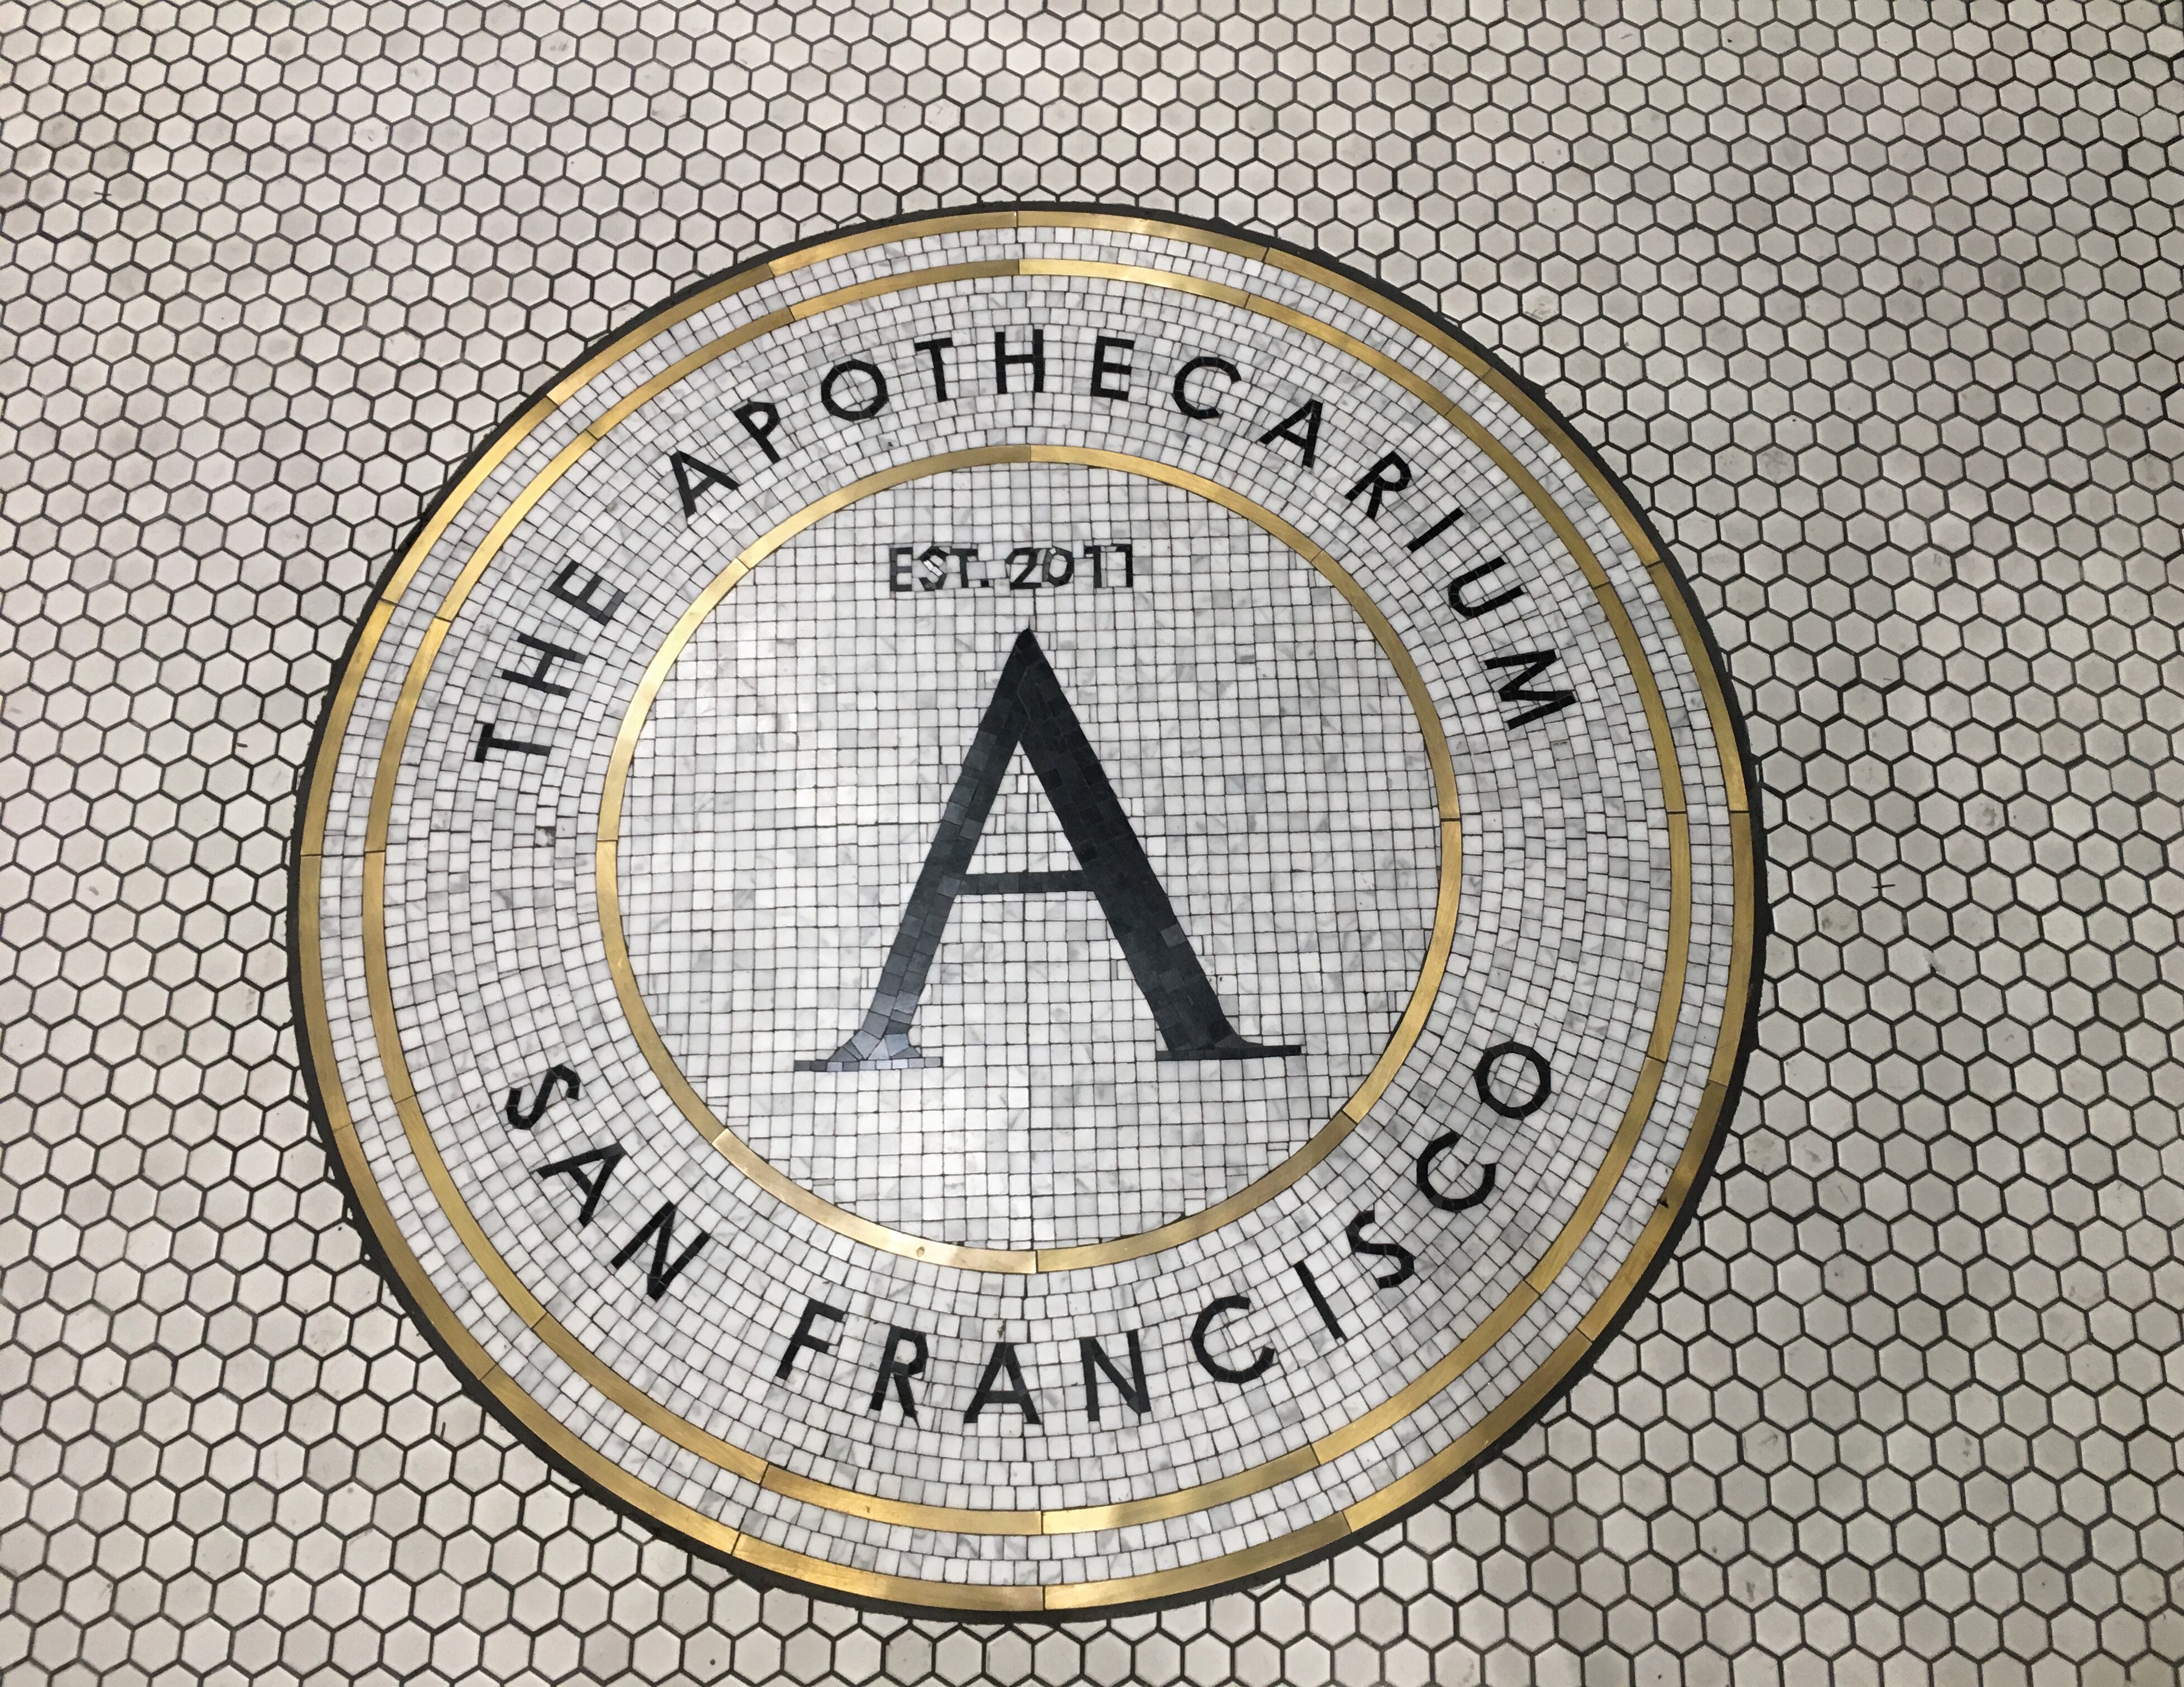 THE APOTHECARIUM
EST. 2011
A
SAN FRANCISCO